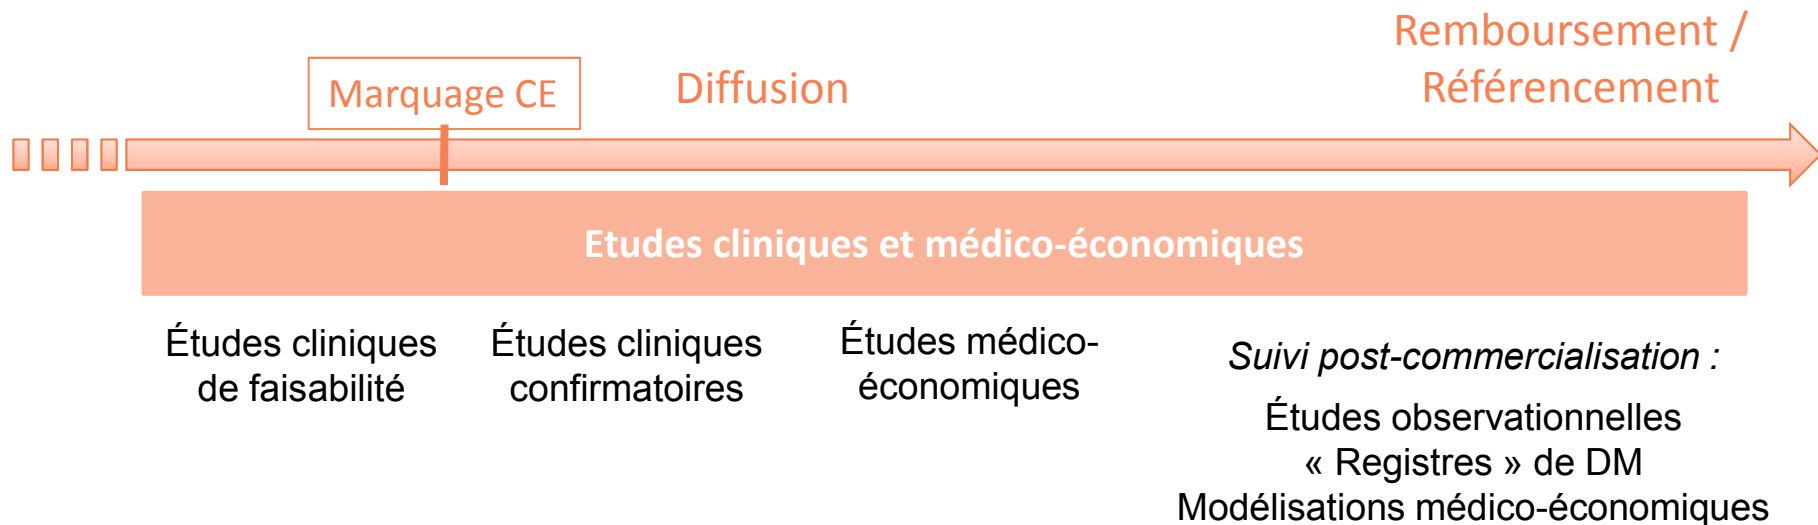 Remboursement /
Référencement
Marquage CE
Diffusion
Etudes cliniques et médico-économiques
Études cliniques
de faisabilité
Études cliniques
confirmatoires
Études médico-
économiques
Suivi post-commercialisation :
Études observationnelles
« Registres » de DM
Modélisations médico-économiques